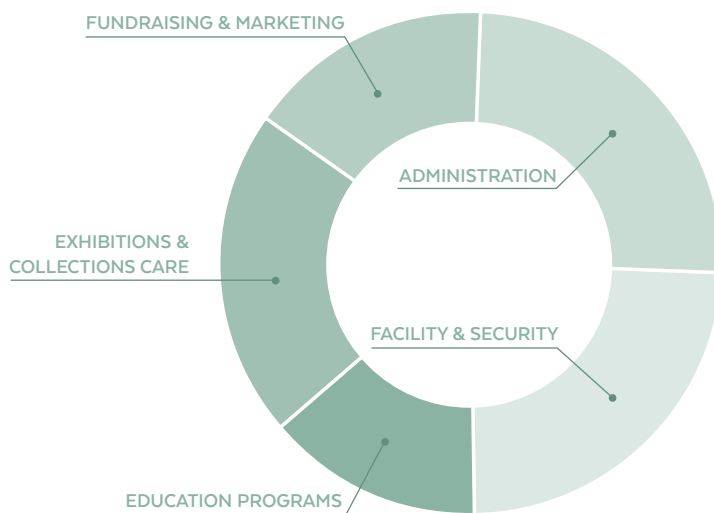 FUNDRAISING & MARKETING
ADMINISTRATION
EXHIBITIONS &
COLLECTIONS CARE
FACILITY & SECURITY
EDUCATION PROGRAMS